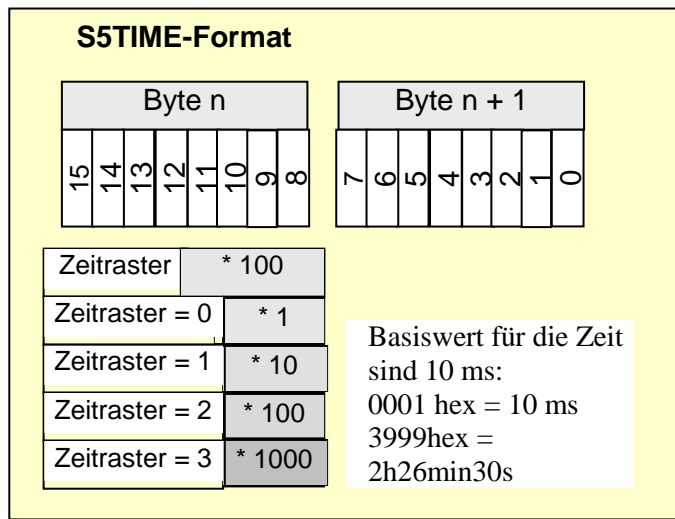 S5TIME-Format
Byte n
Byte n + 1
15 14 13 12 11 10 9 8
7 6 5 4 3 2 1 0
Zeitraster * 100
Zeitraster = 0 * 1
Zeitraster = 1 * 10
Zeitraster = 2 * 100
Zeitraster = 3 * 1000
Basiswert für die Zeit
sind 10 ms:
0001 hex = 10 ms
3999hex =
2h26min30s